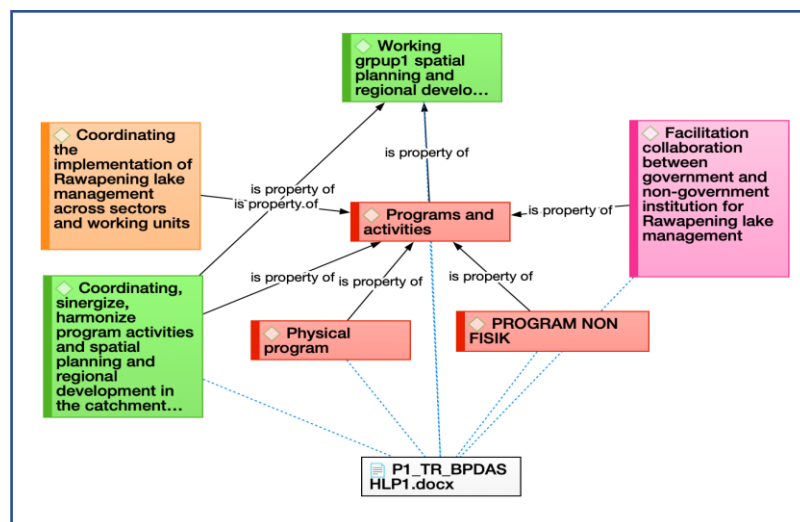 Working
grpup1 spatial
planning and
regional develo...
Coordinating
the
implementation of
Rawapening lake
management
across sectors
and working units
Facilitation
collaboration
between
government and
non-government
institution for
Rawapening lake
management
is property of
is property of
is property of
Programs and
activities
is property of
is property of
is property of
is property of
Coordinating,
sinergize,
harmonize
program activities
and spatial
planning and
regional
development in
the catchment...
Physical
program
PROGRAM NON
FISIK
P1_TR_BPDAS
HLP1.docx